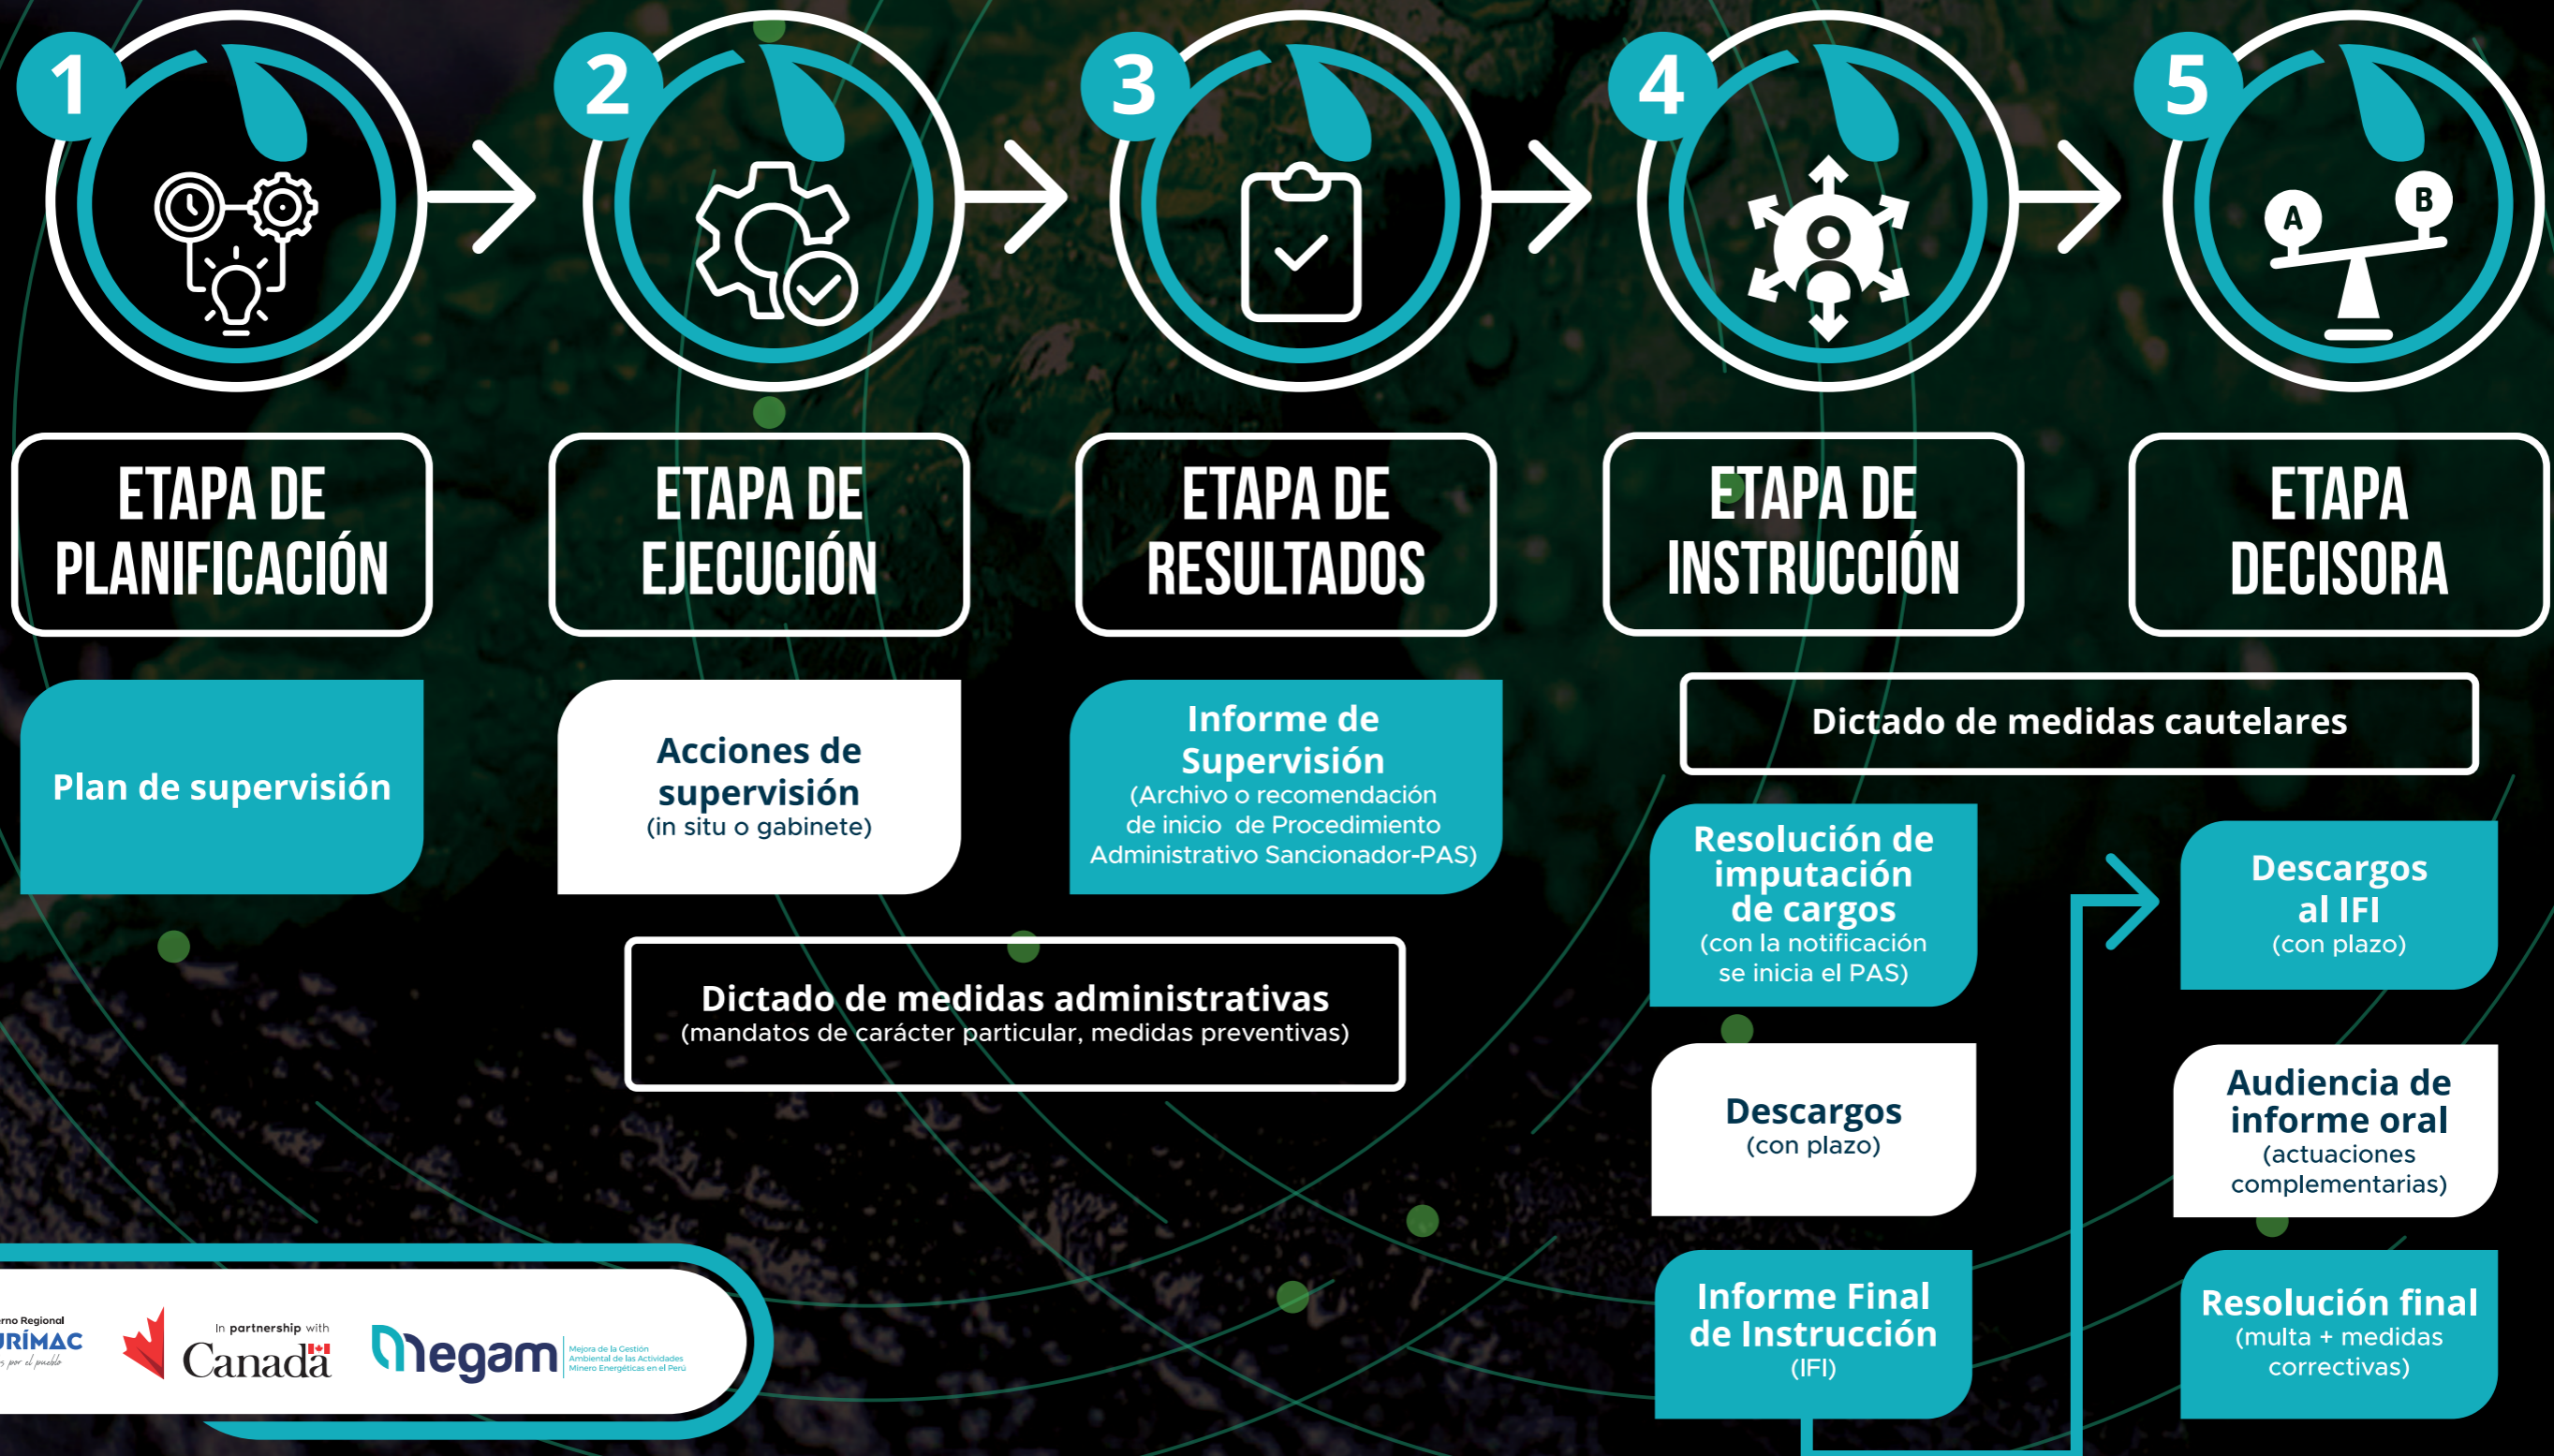 1
2
3
4
5
A
B
ETAPA DE
PLANIFICACIÓN
ETAPA DE
EJECUCIÓN
ETAPA DE
RESULTADOS
ETAPA DE
INSTRUCCIÓN
ETAPA
DECISORA
Plan de supervisión
Acciones de
supervisión
(in situ o gabinete)
Informe de
Supervisión
(Archivo o recomendación
de inicio de Procedimiento
Administrativo Sancionador-PAS)
Dictado de medidas administrativas
(mandatos de carácter particular, medidas preventivas)
Dictado de medidas cautelares
Resolución de
imputación
de cargos
(con la notificación
se inicia el PAS)
Descargos
(con plazo)
Informe Final
de Instrucción
(IFI)
Descargos
al IFI
(con plazo)
Audiencia de
informe oral
(actuaciones
complementarias)
Resolución final
(multa + medidas
correctivas)
Regional
por el pueblo
In partnership with
Canada
megam
Mejora de la Gestión
Ambiental de las Actividades
Minero Energéticas en el Perú